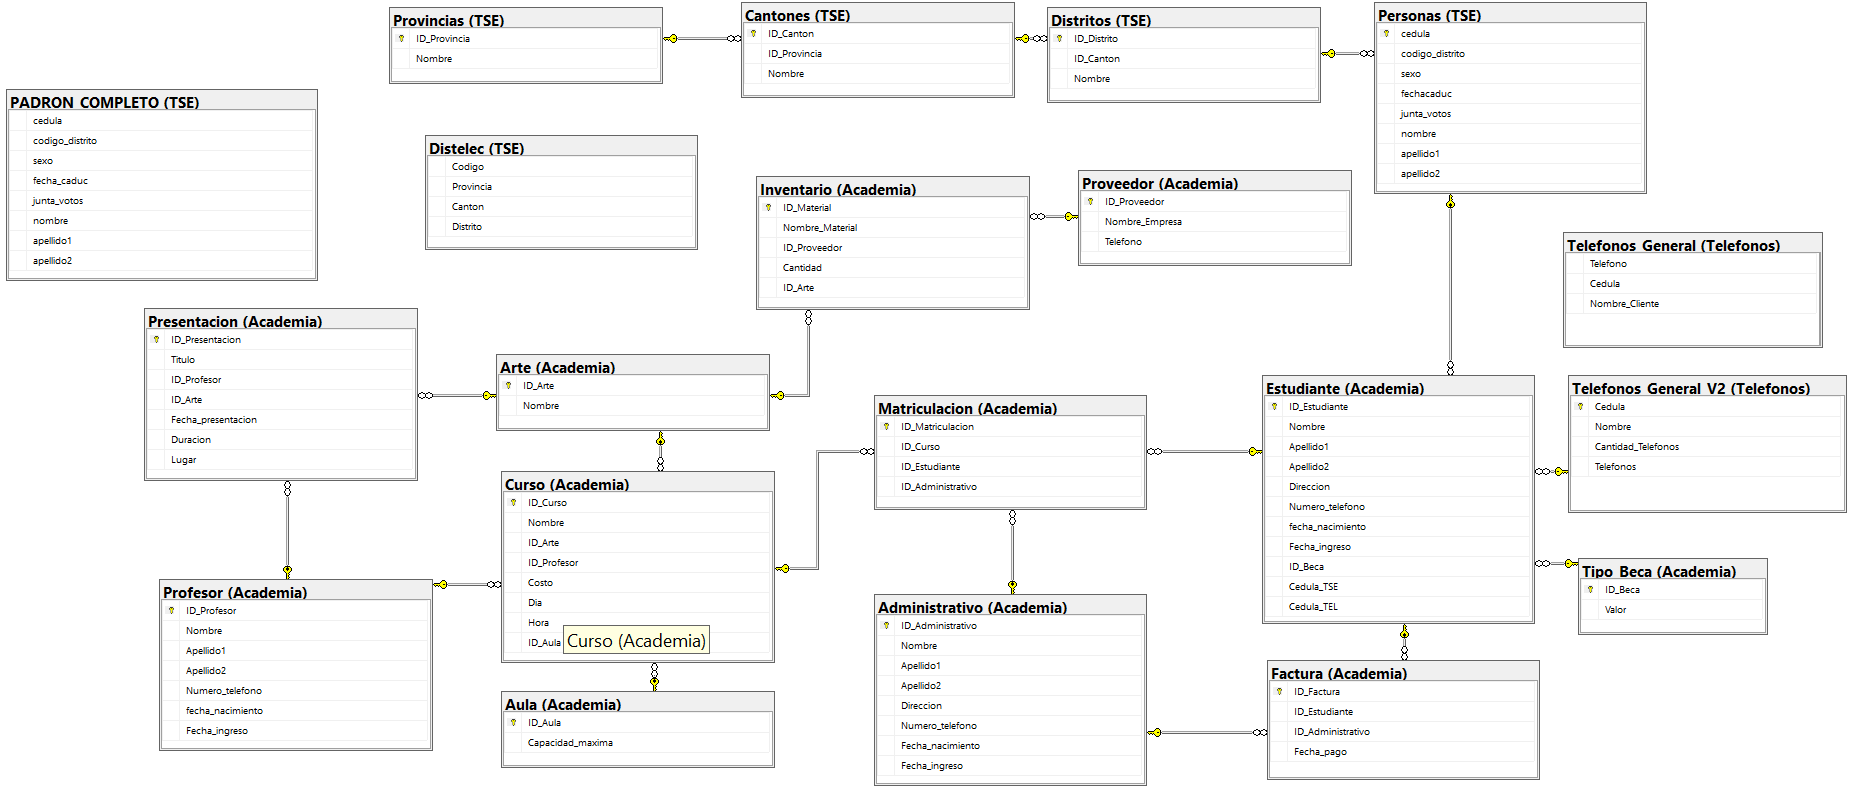 Provincias (TSE)
ID_Provincia
Nombre
Cantones (TSE)
ID_Canton
ID_Provincia
Nombre
Distritos (TSE)
ID_Distrito
ID_Canton
Nombre
Personas (TSE)
cedula
codigo_distrito
sexo
fechacaduc
junta_votos
nombre
apellido1
apellido2
PADRON_COMPLETO (TSE)
cedula
codigo_distrito
sexo
fecha_caduc
junta_votos
nombre
apellido1
apellido2
Distelec (TSE)
Codigo
Provincia
Canton
Distrito
Inventario (Academia)
ID_Material
Nombre_Material
ID_Proveedor
Cantidad
ID_Arte
Proveedor (Academia)
ID_Proveedor
Nombre_Empresa
Telefono
Telefonos_General (Telefonos)
Telefono
Cedula
Nombre_Cliente
Presentacion (Academia)
ID_Presentacion
Titulo
ID_Profesor
ID_Arte
Fecha_presentacion
Duracion
Lugar
Arte (Academia)
ID_Arte
Nombre
Matriculacion (Academia)
ID_Matriculacion
ID_Curso
ID_Estudiante
ID_Administrativo
Estudiante (Academia)
ID_Estudiante
Nombre
Apellido1
Apellido2
Direccion
Numero_telefono
fecha_nacimiento
Fecha_ingreso
ID_Beca
Cedula_TSE
Cedula_TEL
Telefonos_General_V2 (Telefonos)
Cedula
Nombre
Cantidad_Telefonos
Telefonos
Curso (Academia)
ID_Curso
Nombre
ID_Arte
ID_Profesor
Costo
Dia
Hora
ID_Aula
Curso (Academia)
Tipo_Beca (Academia)
ID_Beca
Valor
Profesor (Academia)
ID_Profesor
Nombre
Apellido1
Apellido2
Numero_telefono
fecha_nacimiento
Fecha_ingreso
Administrativo (Academia)
ID_Administrativo
Nombre
Apellido1
Apellido2
Direccion
Numero_telefono
Fecha_nacimiento
Fecha_ingreso
Factura (Academia)
ID_Factura
ID_Estudiante
ID_Administrativo
Fecha_pago
Aula (Academia)
ID_Aula
Capacidad_maxima